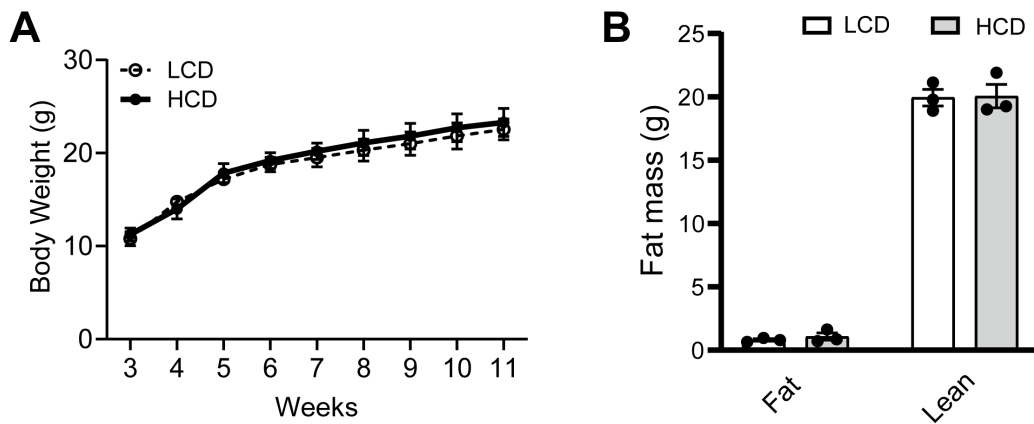 A
Body Weight (g)
30
20
10
0
LCD
HCD
3 4 5 6 7 8 9 10 11
Weeks
B
LCD HCD
Fat mass (g)
25
20
15
10
5
0
Fat
Lean